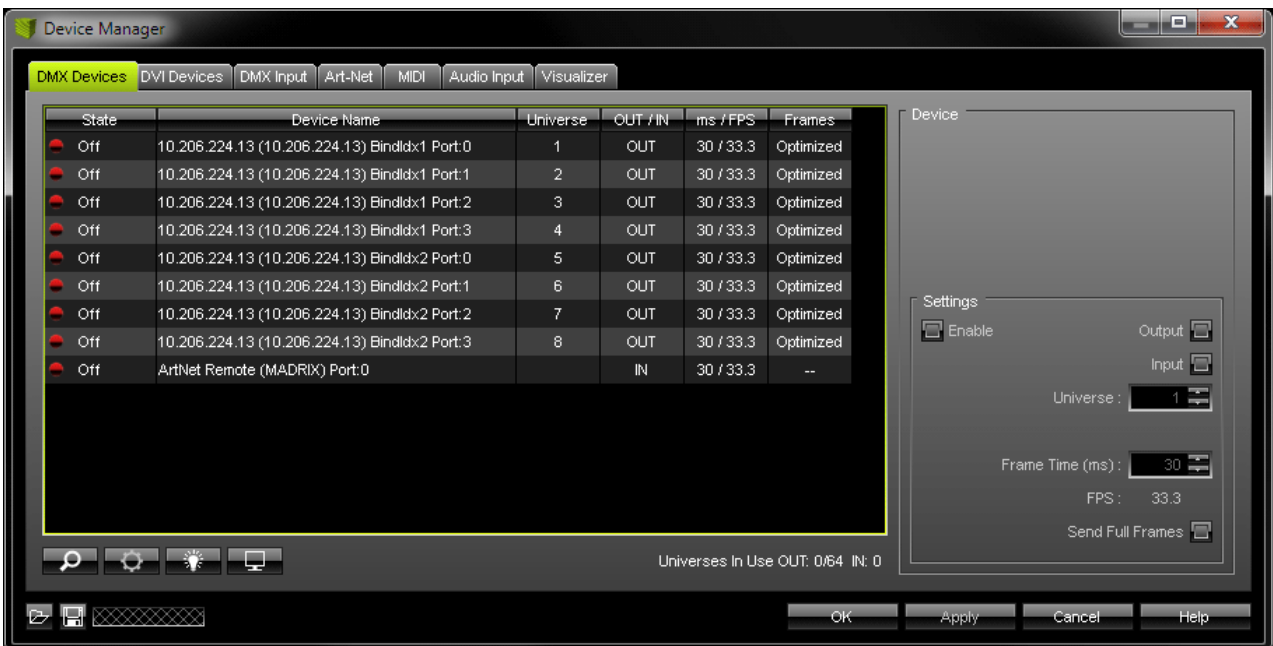 Device Manager
DMX Devices DVI Devices DMX Input Art-Net MIDI Audio Input Visualizer
State Device Name Universe OUT / IN ms / FPS Frames
Off 10.206.224.13 (10.206.224.13) BindIdx1 Port:0 1 OUT 30 / 33.3 Optimized
Off 10.206.224.13 (10.206.224.13) BindIdx1 Port:1 2 OUT 30 / 33.3 Optimized
Off 10.206.224.13 (10.206.224.13) BindIdx1 Port:2 3 OUT 30 / 33.3 Optimized
Off 10.206.224.13 (10.206.224.13) BindIdx1 Port:3 4 OUT 30 / 33.3 Optimized
Off 10.206.224.13 (10.206.224.13) BindIdx2 Port:0 5 OUT 30 / 33.3 Optimized
Off 10.206.224.13 (10.206.224.13) BindIdx2 Port:1 6 OUT 30 / 33.3 Optimized
Off 10.206.224.13 (10.206.224.13) BindIdx2 Port:2 7 OUT 30 / 33.3 Optimized
Off 10.206.224.13 (10.206.224.13) BindIdx2 Port:3 8 OUT 30 / 33.3 Optimized
Off ArtNet Remote (MADRIX) Port:0 IN 30 / 33.3 --
Universes In Use OUT: 0/64 IN: 0
Device
Settings
Enable Output
Input
Universe : 1
Frame Time (ms) : 30
FPS : 33.3
Send Full Frames
OK Apply Cancel Help